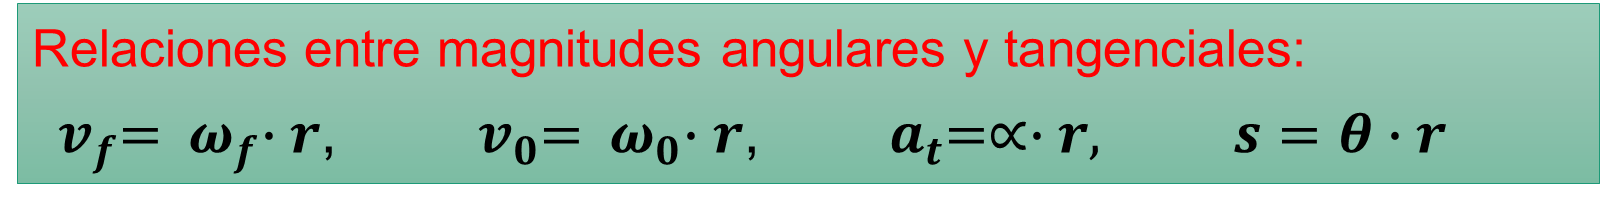 Relaciones entre magnitudes angulares y tangenciales:
v_f= ω_f· r, v_0= ω_0· r, a_t=∝· r, s = θ · r